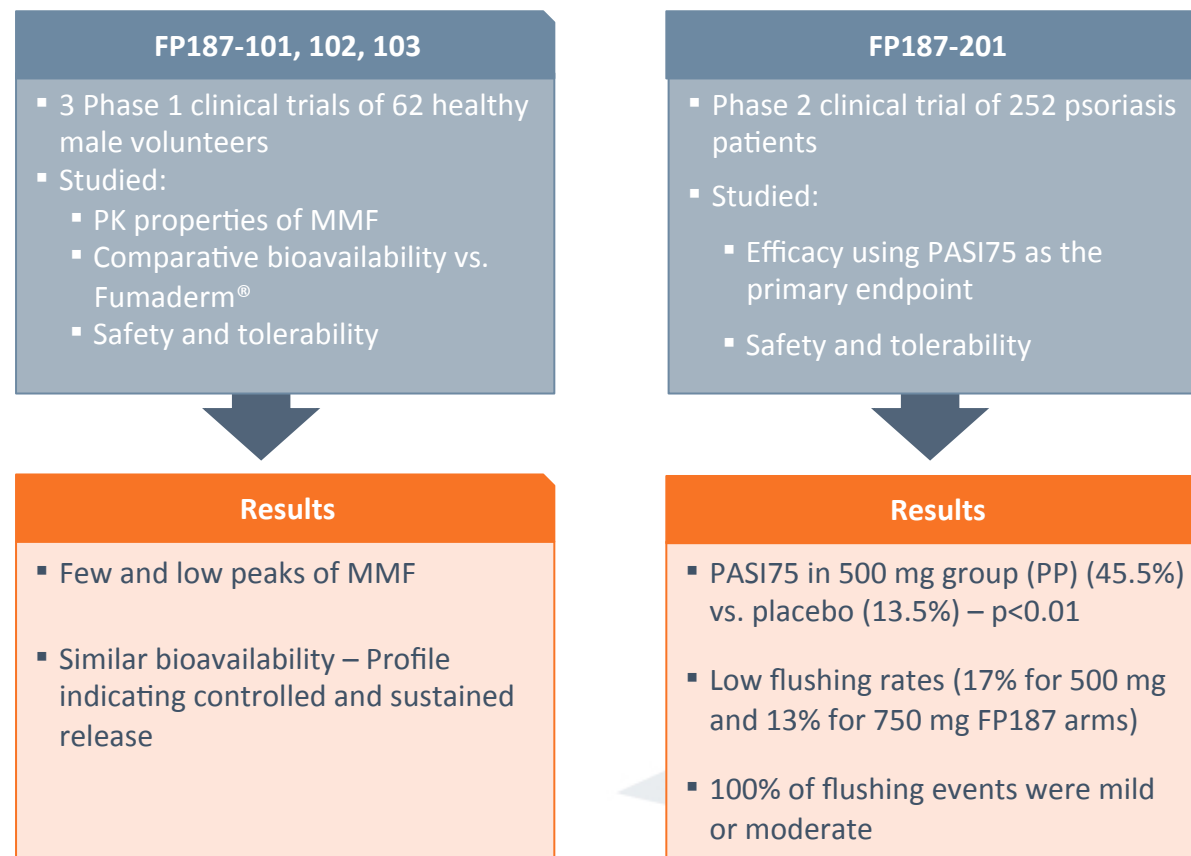 FP187-101, 102, 103
▪ 3 Phase 1 clinical trials of 62 healthy
male volunteers
▪ Studied:
▪ PK properties of MMF
▪ Comparative bioavailability vs.
Fumaderm®
▪ Safety and tolerability
Results
▪ Few and low peaks of MMF
▪ Similar bioavailability – Profile
indicating controlled and sustained
release
FP187-201
▪ Phase 2 clinical trial of 252 psoriasis
patients
▪ Studied:
▪ Efficacy using PASI75 as the
primary endpoint
▪ Safety and tolerability
Results
▪ PASI75 in 500 mg group (PP) (45.5%)
vs. placebo (13.5%) – p<0.01
▪ Low flushing rates (17% for 500 mg
and 13% for 750 mg FP187 arms)
▪ 100% of flushing events were mild
or moderate